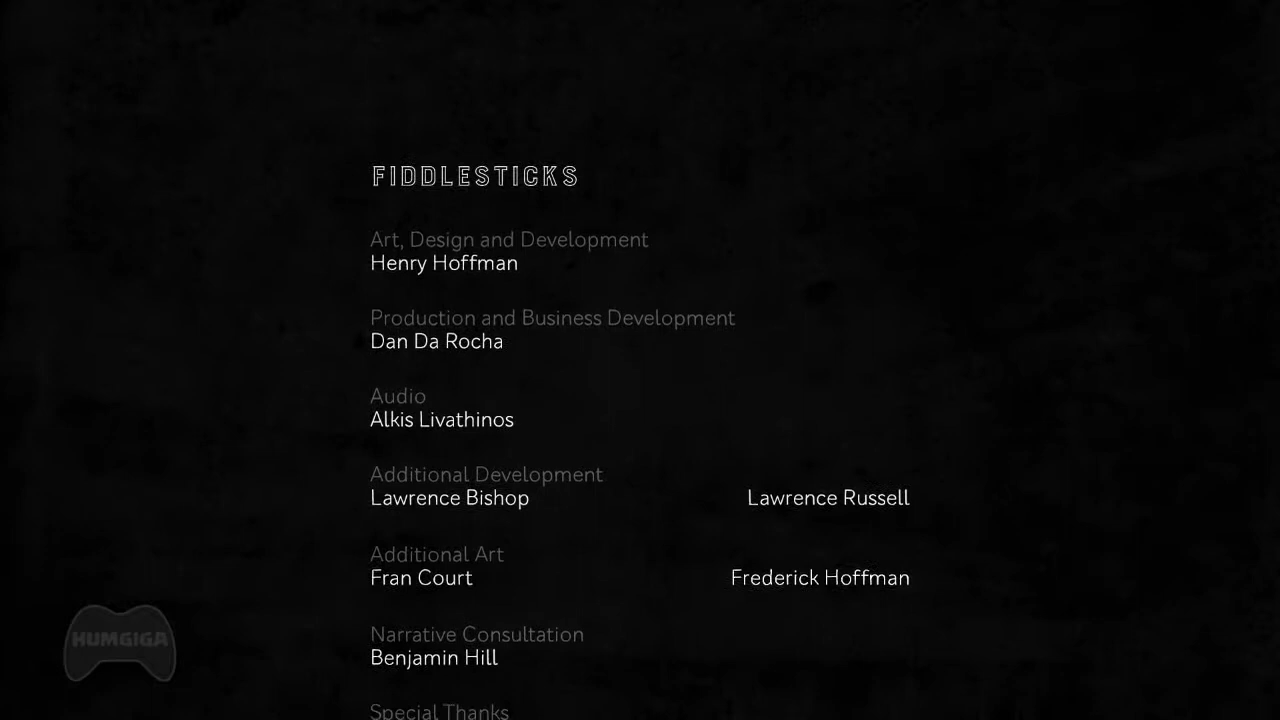 FIDDLESTICKS
Art, Design and Development
Henry Hoffman
Production and Business Development
Dan Da Rocha
Audio
Alkis Livathinos
Additional Development
Lawrence Bishop Lawrence Russell
Additional Art
Fran Court Frederick Hoffman
Narrative Consultation
Benjamin Hill
Special Thanks
HUMGIGA